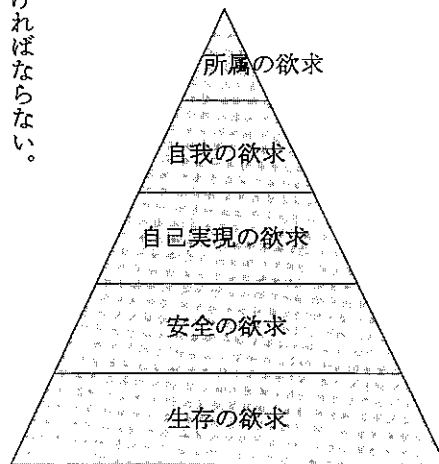 ければならない。
所属の欲求
自我の欲求
自己実現の欲求
安全の欲求
生存の欲求